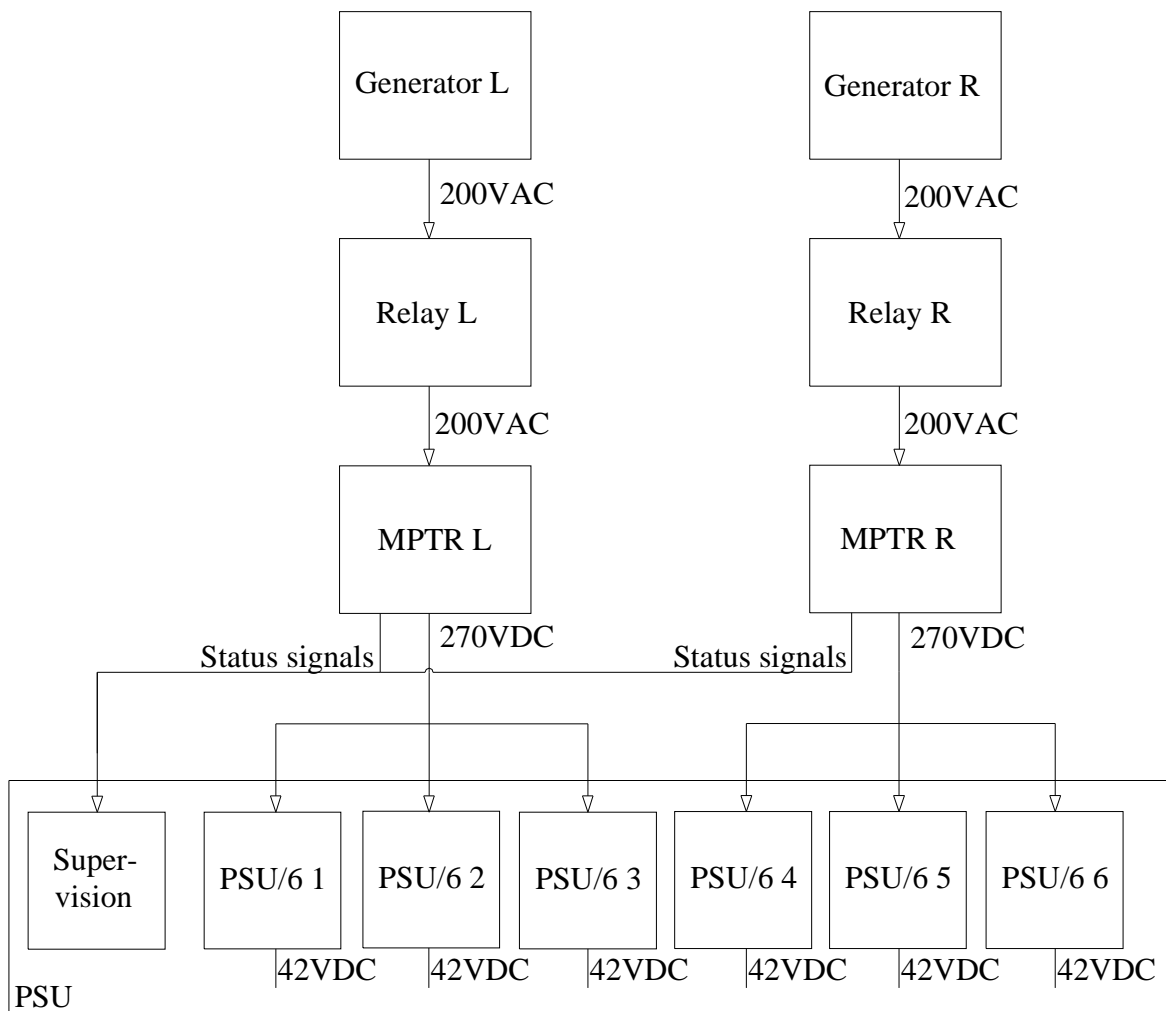 Generator L
Generator R
200VAC
200VAC
Relay L
Relay R
200VAC
200VAC
MPTR L
MPTR R
270VDC
270VDC
Status signals
Status signals
Super-
vision
PSU/6 1
PSU/6 2
PSU/6 3
PSU/6 4
PSU/6 5
PSU/6 6
42VDC
42VDC
42VDC
42VDC
42VDC
42VDC
PSU